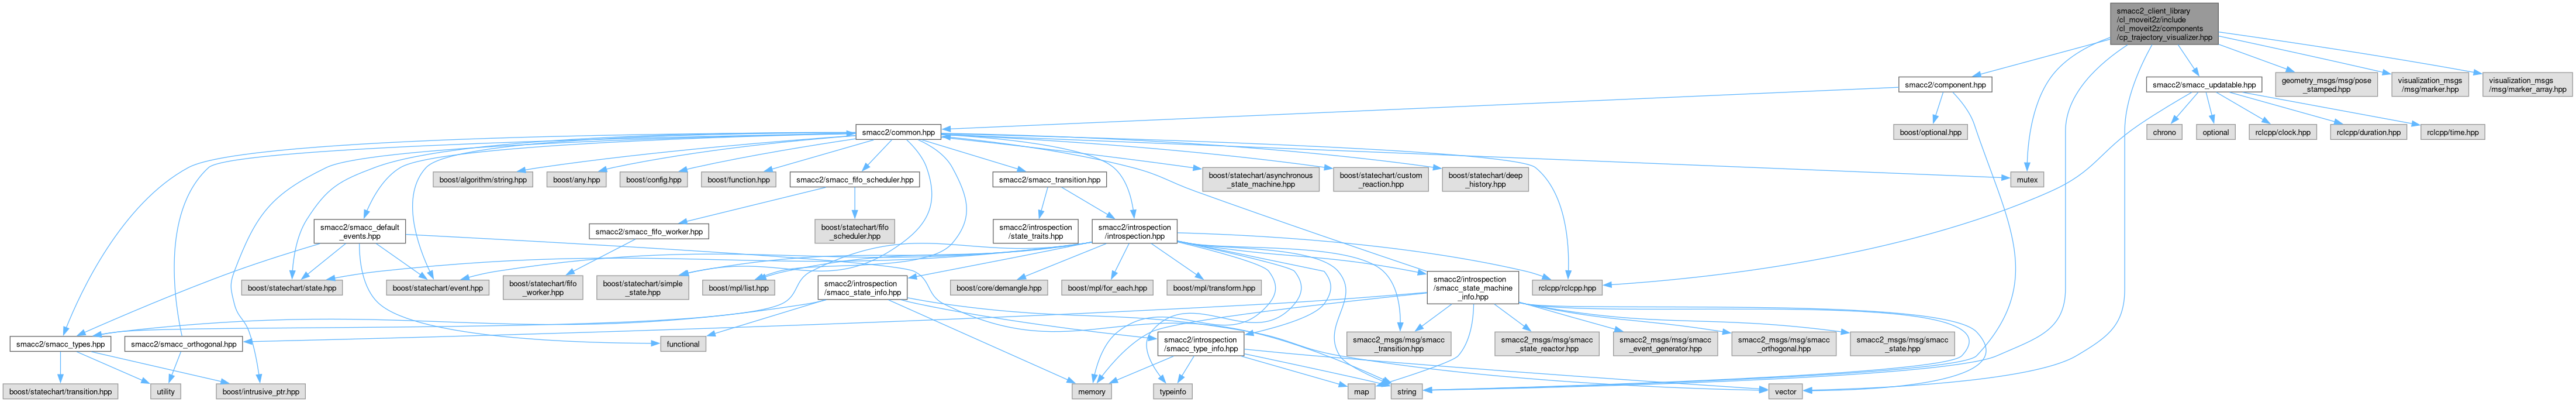 smacc2_client_library
/cl_moveit2z/include
/cl_moveit2z/components
/cp_trajectory_visualizer.hpp
smacc2/component.hpp
smacc2/smacc_updatable.hpp
geometry_msgs/msg/pose
_stamped.hpp
visualization_msgs
/msg/marker.hpp
visualization_msgs
/msg/marker_array.hpp
smacc2/common.hpp
boost/optional.hpp
chrono
optional
rclcpp/clock.hpp
rclcpp/duration.hpp
rclcpp/time.hpp
boost/algorithm/string.hpp
boost/any.hpp
boost/config.hpp
boost/function.hpp
smacc2/smacc_fifo_scheduler.hpp
smacc2/smacc_transition.hpp
boost/statechart/asynchronous
_state_machine.hpp
boost/statechart/custom
_reaction.hpp
boost/statechart/deep
_history.hpp
mutex
smacc2/smacc_default
_events.hpp
smacc2/smacc_fifo_worker.hpp
boost/statechart/fifo
_scheduler.hpp
smacc2/introspection
/state_traits.hpp
smacc2/introspection
/introspection.hpp
boost/statechart/state.hpp
boost/statechart/event.hpp
boost/statechart/fifo
_worker.hpp
boost/statechart/simple
_state.hpp
boost/mpl/list.hpp
smacc2/introspection
/smacc_state_info.hpp
boost/core/demangle.hpp
boost/mpl/for_each.hpp
boost/mpl/transform.hpp
smacc2/introspection
/smacc_state_machine
_info.hpp
rclcpp/rclcpp.hpp
smacc2/smacc_types.hpp
smacc2/smacc_orthogonal.hpp
functional
smacc2/introspection
/smacc_type_info.hpp
smacc2_msgs/msg/smacc
_transition.hpp
smacc2_msgs/msg/smacc
_state_reactor.hpp
smacc2_msgs/msg/smacc
_event_generator.hpp
smacc2_msgs/msg/smacc
_orthogonal.hpp
smacc2_msgs/msg/smacc
_state.hpp
boost/statechart/transition.hpp
utility
boost/intrusive_ptr.hpp
memory
typeinfo
map
string
vector